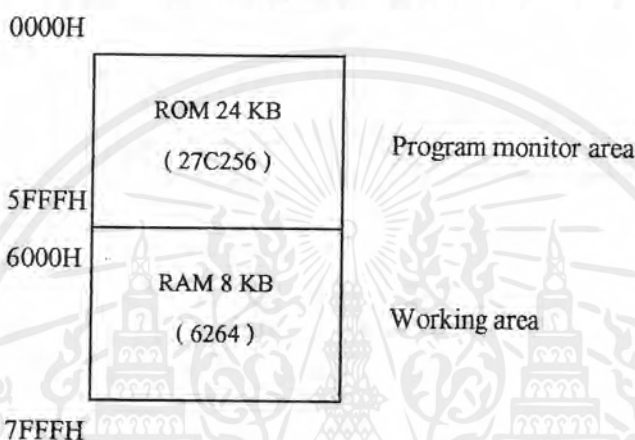 0000H
ROM 24 KB
( 27C256 )
Program monitor area
5FFFH
6000H
RAM 8 KB
( 6264 )
Working area
7FFFH